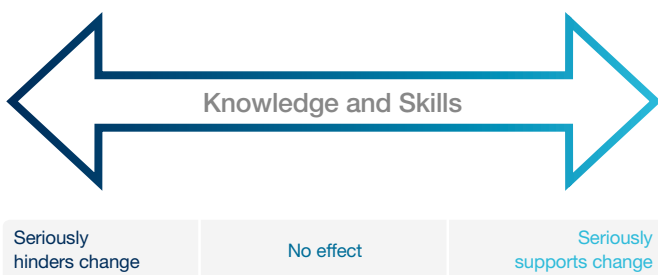 Knowledge and Skills
Seriously
hinders change
No effect
Seriously
supports change